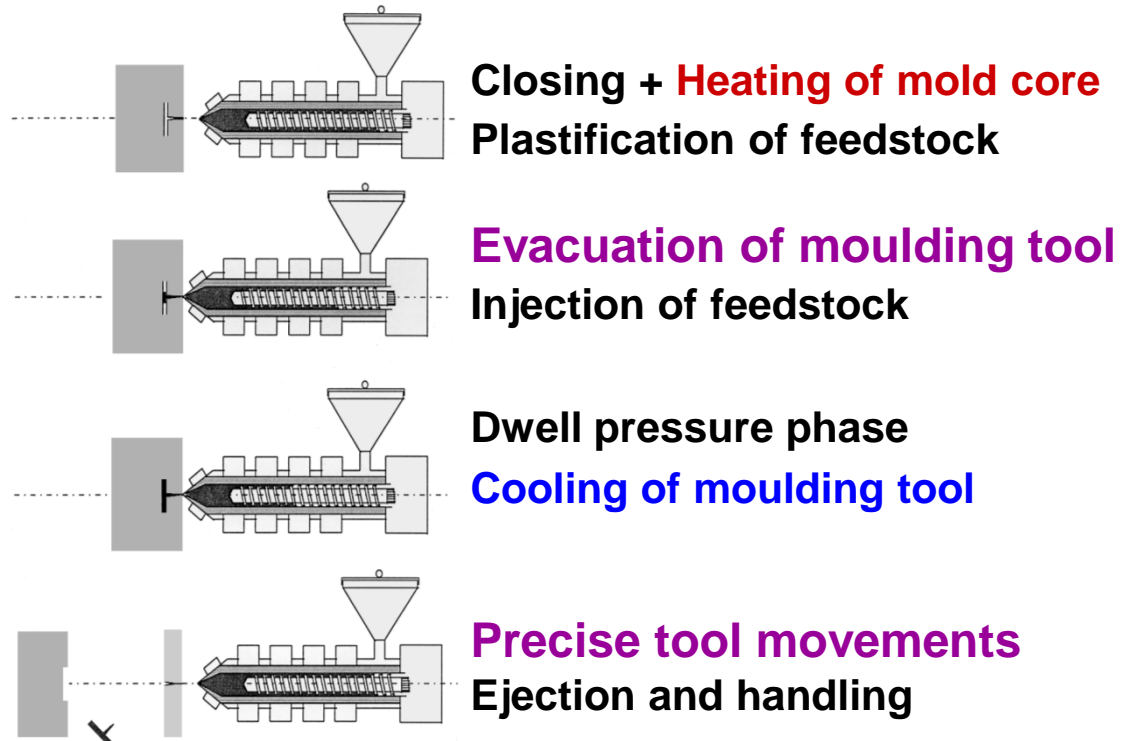 Closing + Heating of mold core
Plastification of feedstock
Evacuation of moulding tool
Injection of feedstock
Dwell pressure phase
Cooling of moulding tool
Precise tool movements
Ejection and handling